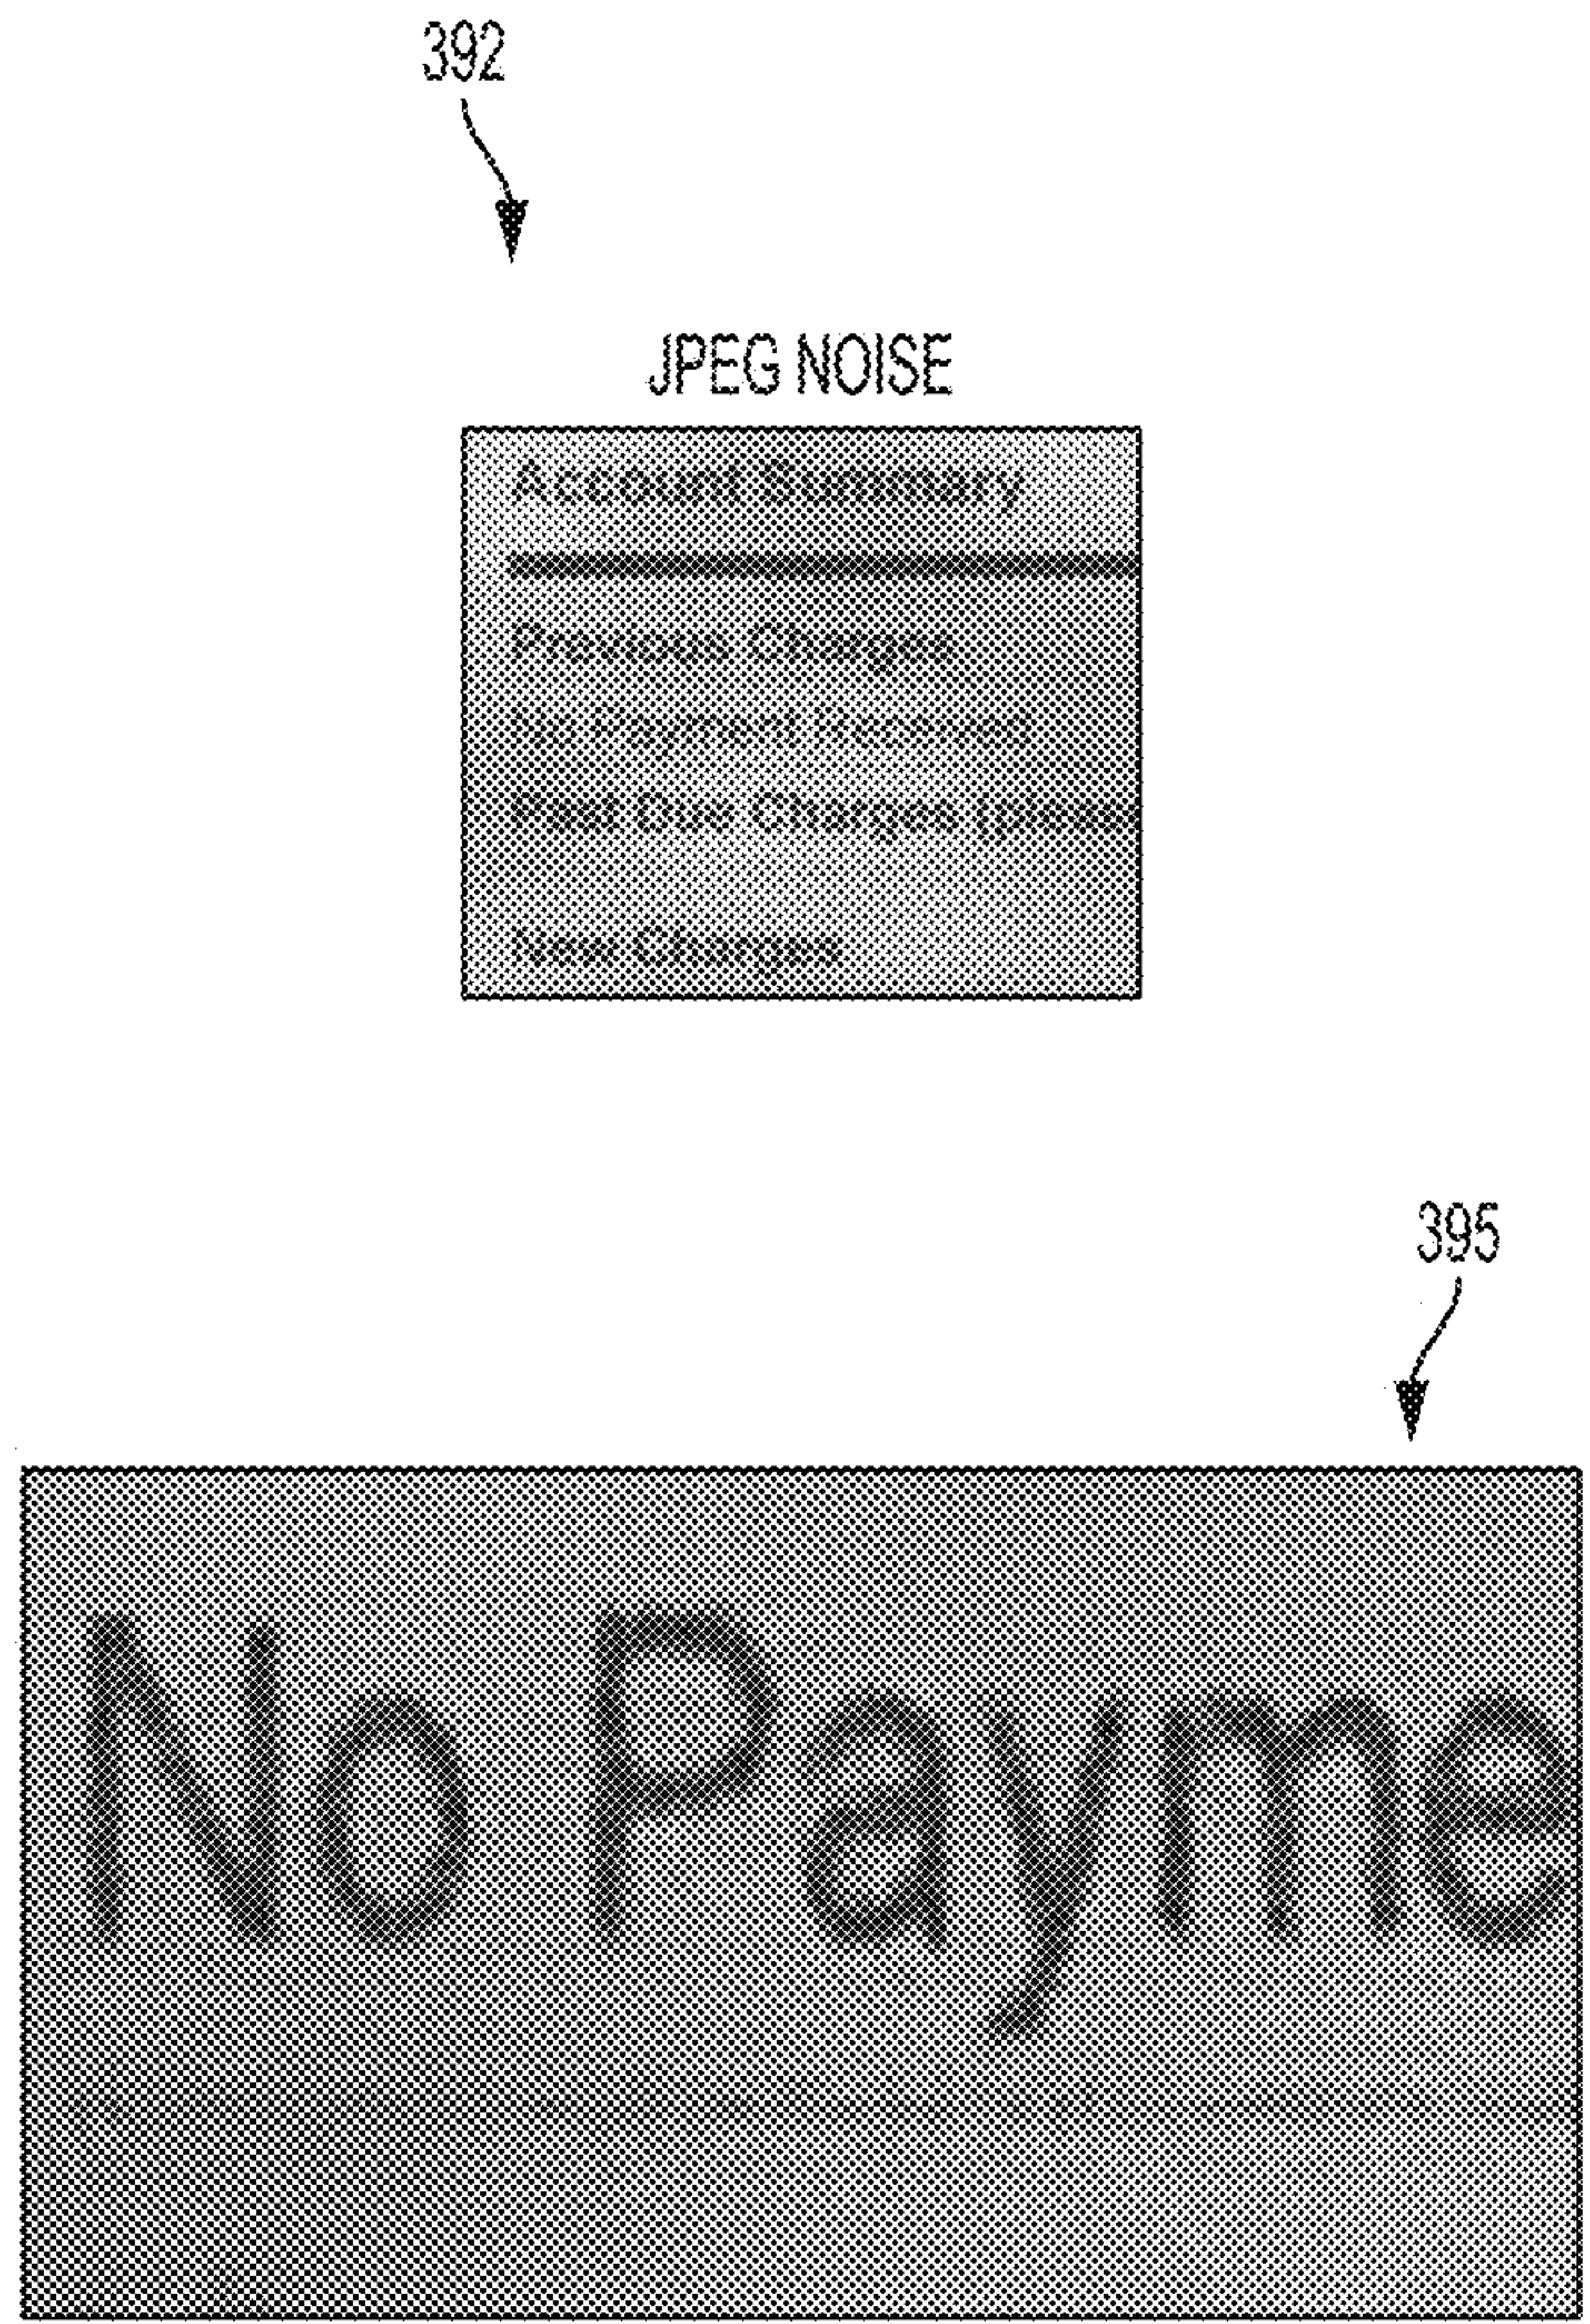 392
JPEG NOISE
Account Summary
Previous Charges
No Payment Received
Past Due Charges (please
New Charges
395
No Payme